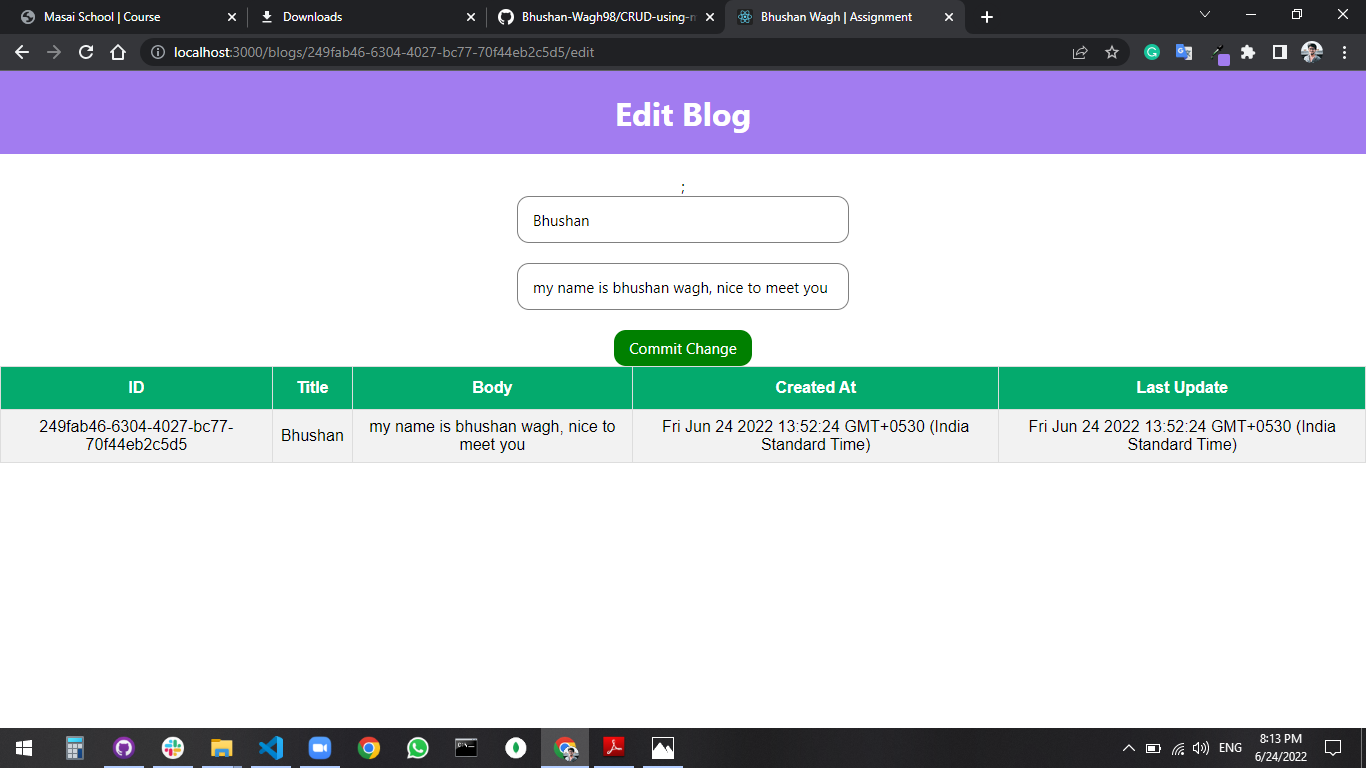 Masai School | Course
Downloads
Bhushan-Wagh98/CRUD-using-m
Bhushan Wagh | Assignment
localhost:3000/blogs/249fab46-6304-4027-bc77-70f44eb2c5d5/edit
Edit Blog
;
Bhushan
my name is bhushan wagh, nice to meet you
Commit Change
ID Title Body Created At Last Update
249fab46-6304-4027-bc77-
70f44eb2c5d5
Bhushan
my name is bhushan wagh, nice to
meet you
Fri Jun 24 2022 13:52:24 GMT+0530 (India
Standard Time)
Fri Jun 24 2022 13:52:24 GMT+0530 (India
Standard Time)
ENG
8:13 PM
6/24/2022